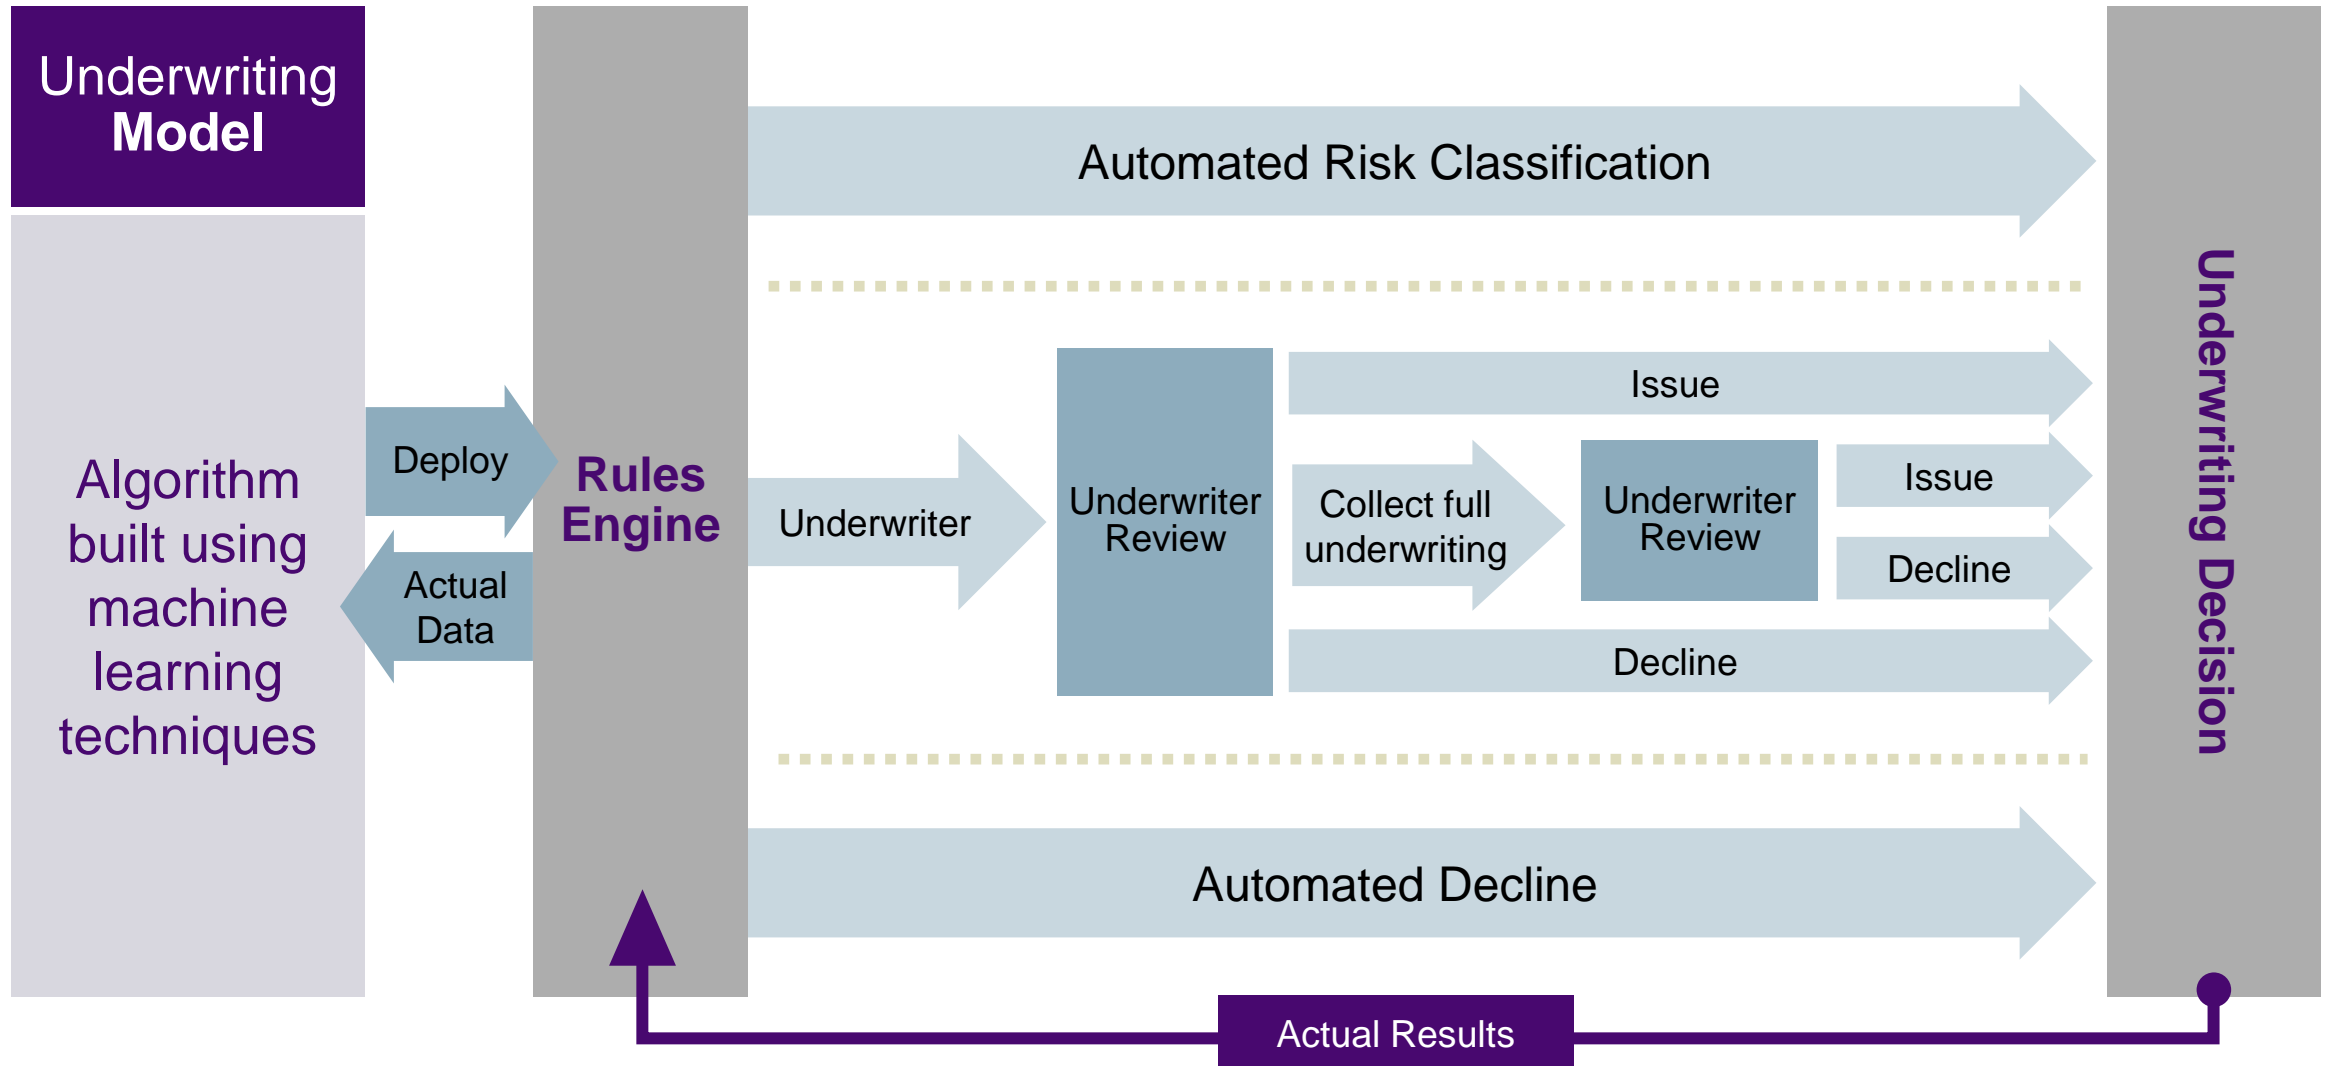 Underwriting
Model
Algorithm
built using
machine
learning
techniques
Deploy
Actual
Data
Rules
Engine
Automated Risk Classification
Underwriter
Underwriter
Review
Issue
Collect full
underwriting
Underwriter
Review
Issue
Decline
Decline
Automated Decline
Underwriting Decision
Actual Results